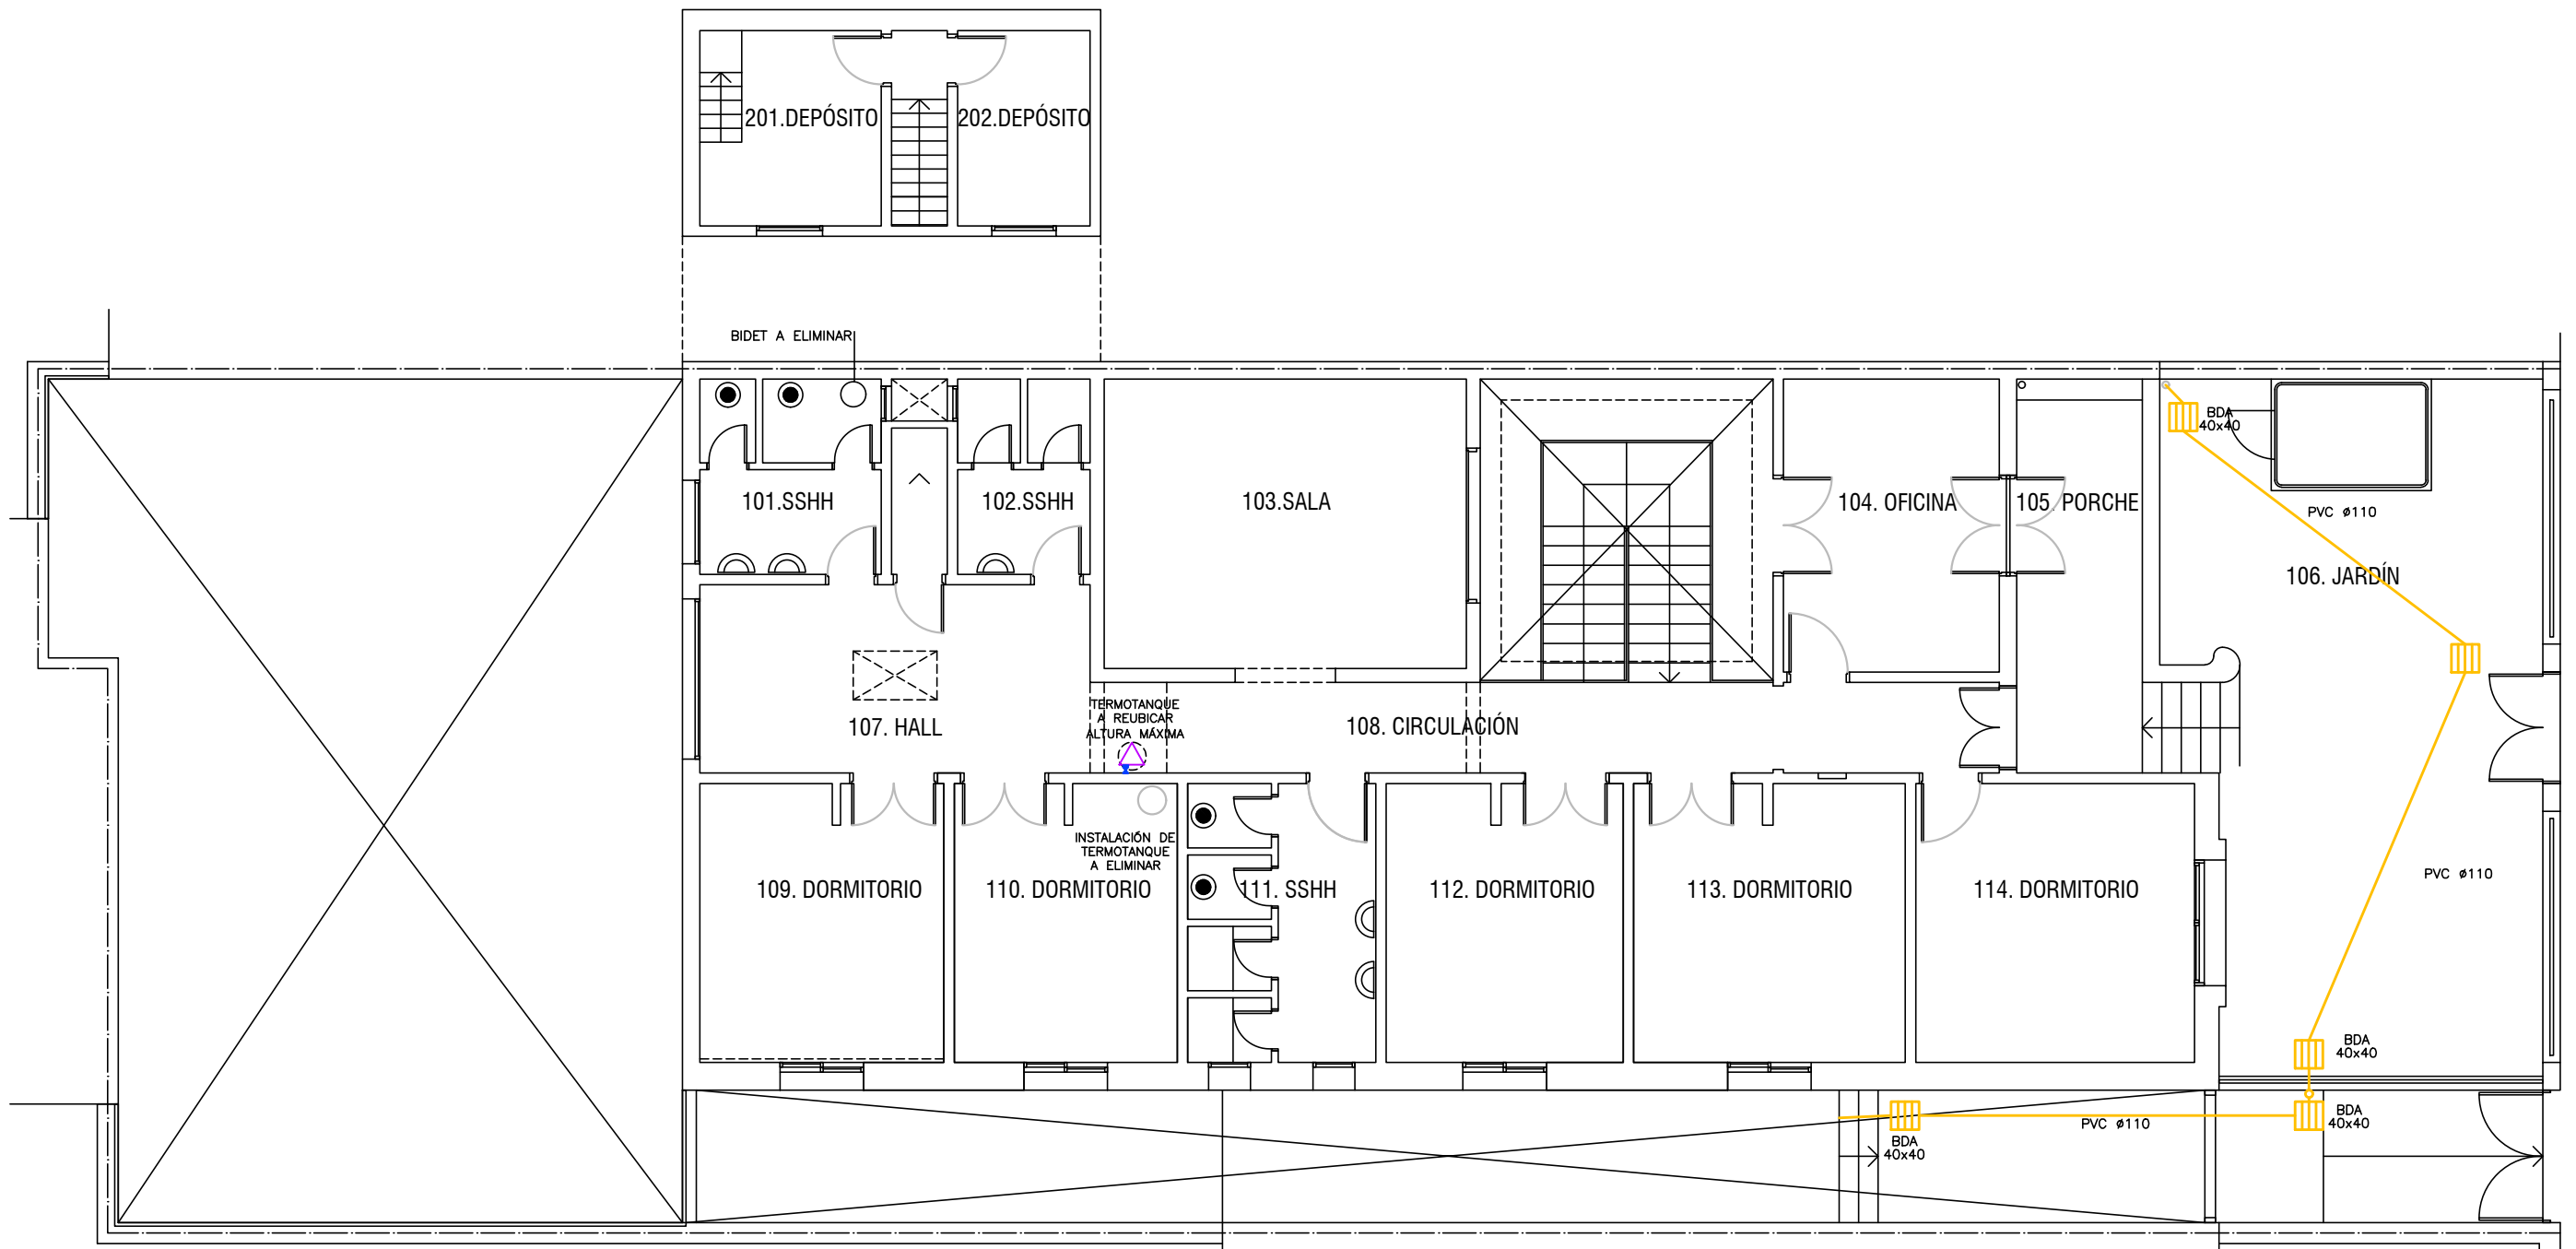 201.DEPÓSITO
202.DEPÓSITO
BIDET A ELIMINAR
BDA
40x40
101.SSHH
102.SSHH
103.SALA
104. OFICINA
105. PORCHE
PVC ø110
106. JARDÍN
TERMOTANQUE
A REUBICAR
ALTURA MÁXIMA
107. HALL
108. CIRCULACIÓN
INSTALACIÓN DE
TERMOTANQUE
A ELIMINAR
109. DORMITORIO
110. DORMITORIO
111. SSHH
112. DORMITORIO
113. DORMITORIO
114. DORMITORIO
PVC ø110
BDA
40x40
BDA
40x40
PVC ø110
BDA
40x40